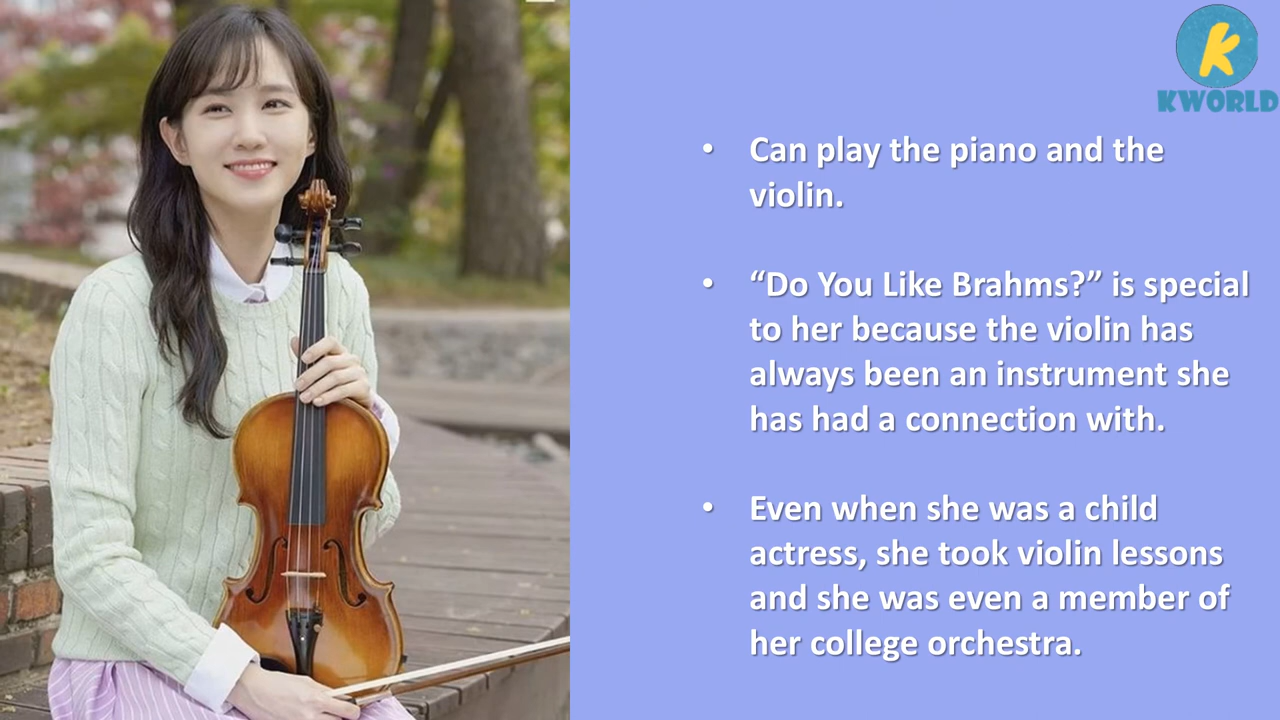 K
KWORLD
• Can play the piano and the
violin.
• “Do You Like Brahms?” is special
to her because the violin has
always been an instrument she
has had a connection with.
• Even when she was a child
actress, she took violin lessons
and she was even a member of
her college orchestra.